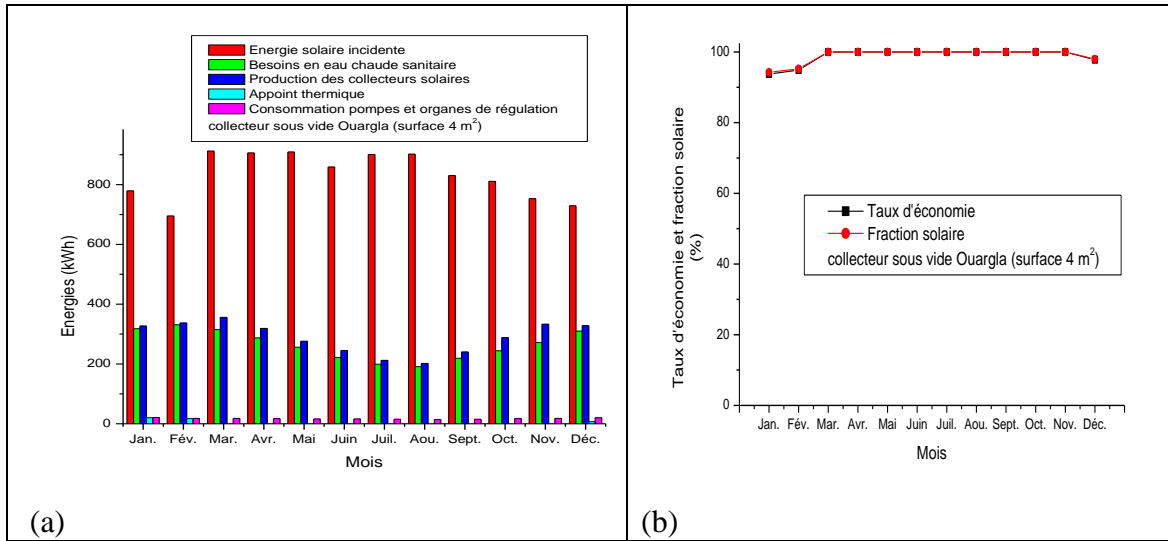 Energie solaire incidente
Besoins en eau chaude sanitaire
Production des collecteurs solaires
Appoint thermique
Consommation pompes et organes de régulation
collecteur sous vide Ouargla (surface 4 m²)
Energies (kWh)
800
600
400
200
0
Jan. Fév. Mar. Avr. Mai Juin Juil. Aou. Sept. Oct. Nov. Déc.
Mois
(a)
Taux d'économie et fraction solaire
(%)
100
80
60
40
20
0
Taux d'économie
Fraction solaire
collecteur sous vide Ouargla (surface 4 m²)
Jan. Fév. Mar. Avr. Mai Juin Juil. Aou. Sept. Oct. Nov. Déc.
Mois
(b)